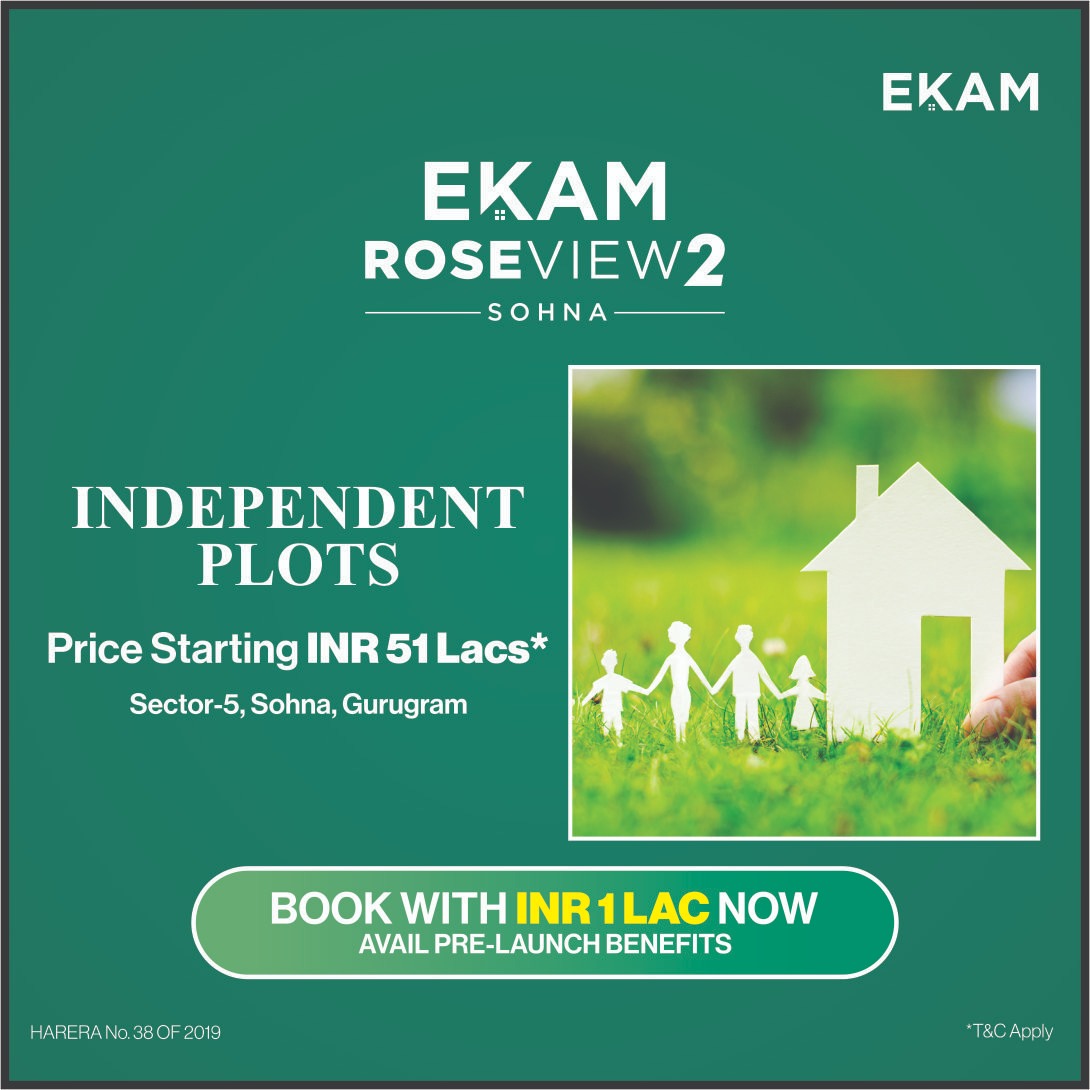 EKAM
EKAM
ROSEVIEW2
SOHNA
INDEPENDENT
PLOTS
Price Starting INR 51 Lacs*
Sector-5, Sohna, Gurugram
BOOK WITH INR 1 LAC NOW
AVAIL PRE-LAUNCH BENEFITS
HARERA No. 38 OF 2019
*T&C Apply